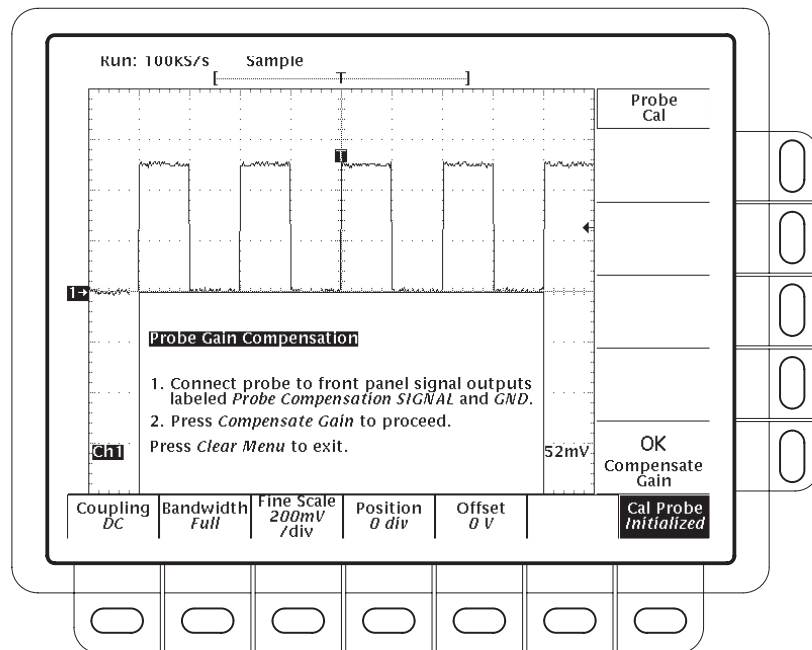 Run: 100kS/s Sample
[ T ]
Probe
Cal
T
1→
Probe Gain Compensation
1. Connect probe to front panel signal outputs
labeled Probe Compensation SIGNAL and GND.
2. Press Compensate Gain to proceed.
Press Clear Menu to exit.
Ch1
52mV
OK
Compensate
Gain
Coupling
DC
Bandwidth
Full
Fine Scale
200mV
/div
Position
0 div
Offset
0 V
Cal Probe
Initialized